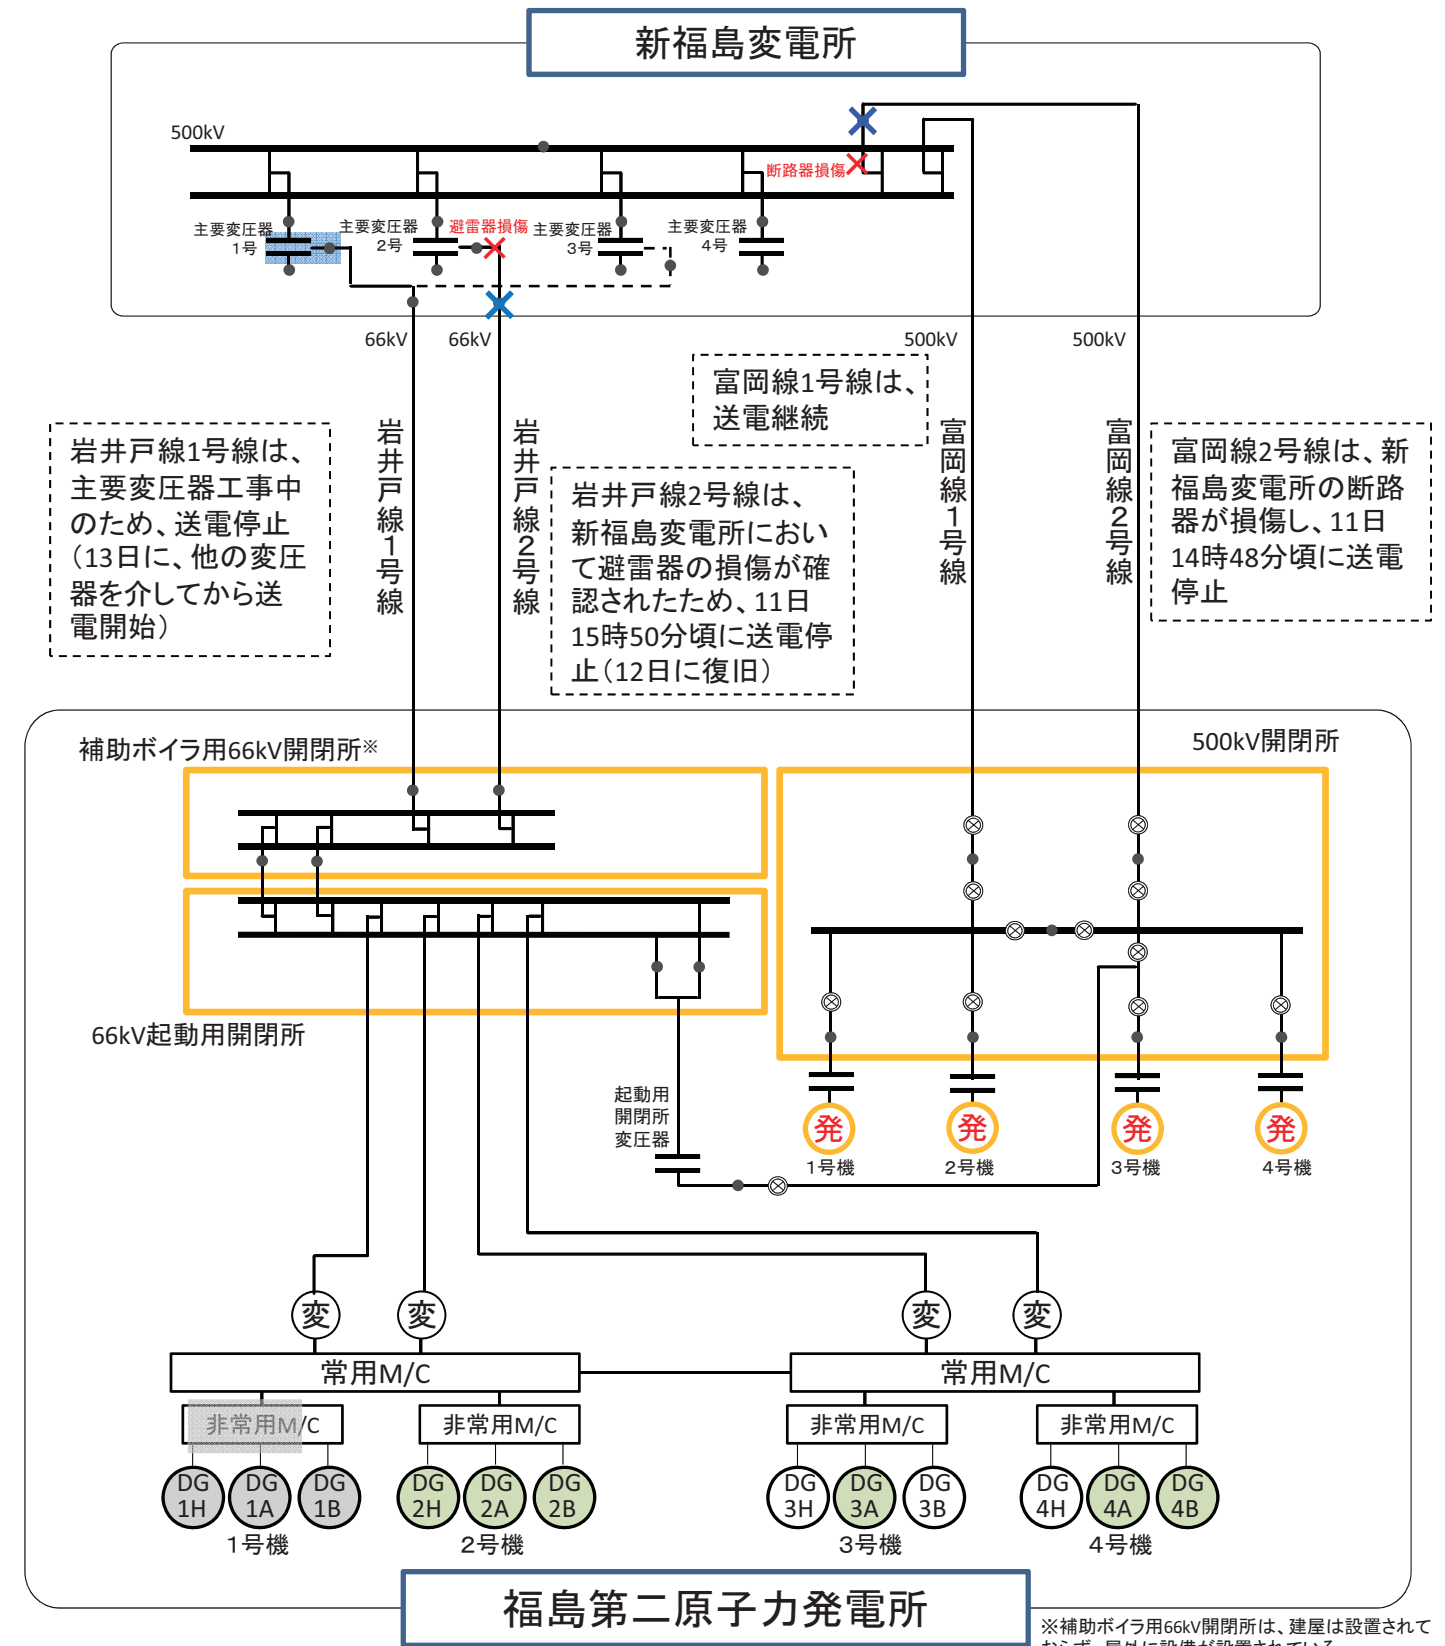 新福島変電所
500kV
断路器損傷
主要変圧器
1号
主要変圧器
2号
避雷器損傷
主要変圧器
3号
主要変圧器
4号
66kV
66kV
500kV
500kV
富岡線1号線は、
送電継続
岩井戸線1号線は、
主要変圧器工事中
のため、送電停止
（13日に、他の変圧
器を介してから送
電開始）
岩井戸線1号線
岩井戸線2号線
岩井戸線2号線は、
新福島変電所におい
て避雷器の損傷が確
認されたため、11日
15時50分頃に送電停
止（12日に復旧）
富岡線1号線
富岡線2号線
富岡線2号線は、新
福島変電所の断路
器が損傷し、11日
14時48分頃に送電
停止
補助ボイラ用66kV開閉所※
500kV開閉所
66kV起動用開閉所
起動用
開閉所
変圧器
発
発
発
発
1号機
2号機
3号機
4号機
変
変
変
変
常用M/C
常用M/C
非常用M/C
非常用M/C
非常用M/C
非常用M/C
DG
1H
DG
1A
DG
1B
DG
2H
DG
2A
DG
2B
DG
3H
DG
3A
DG
3B
DG
4H
DG
4A
DG
4B
1号機
2号機
3号機
4号機
福島第二原子力発電所
※補助ボイラ用66kV開閉所は、建屋は設置されて
おらず、屋外に設備が設置されている